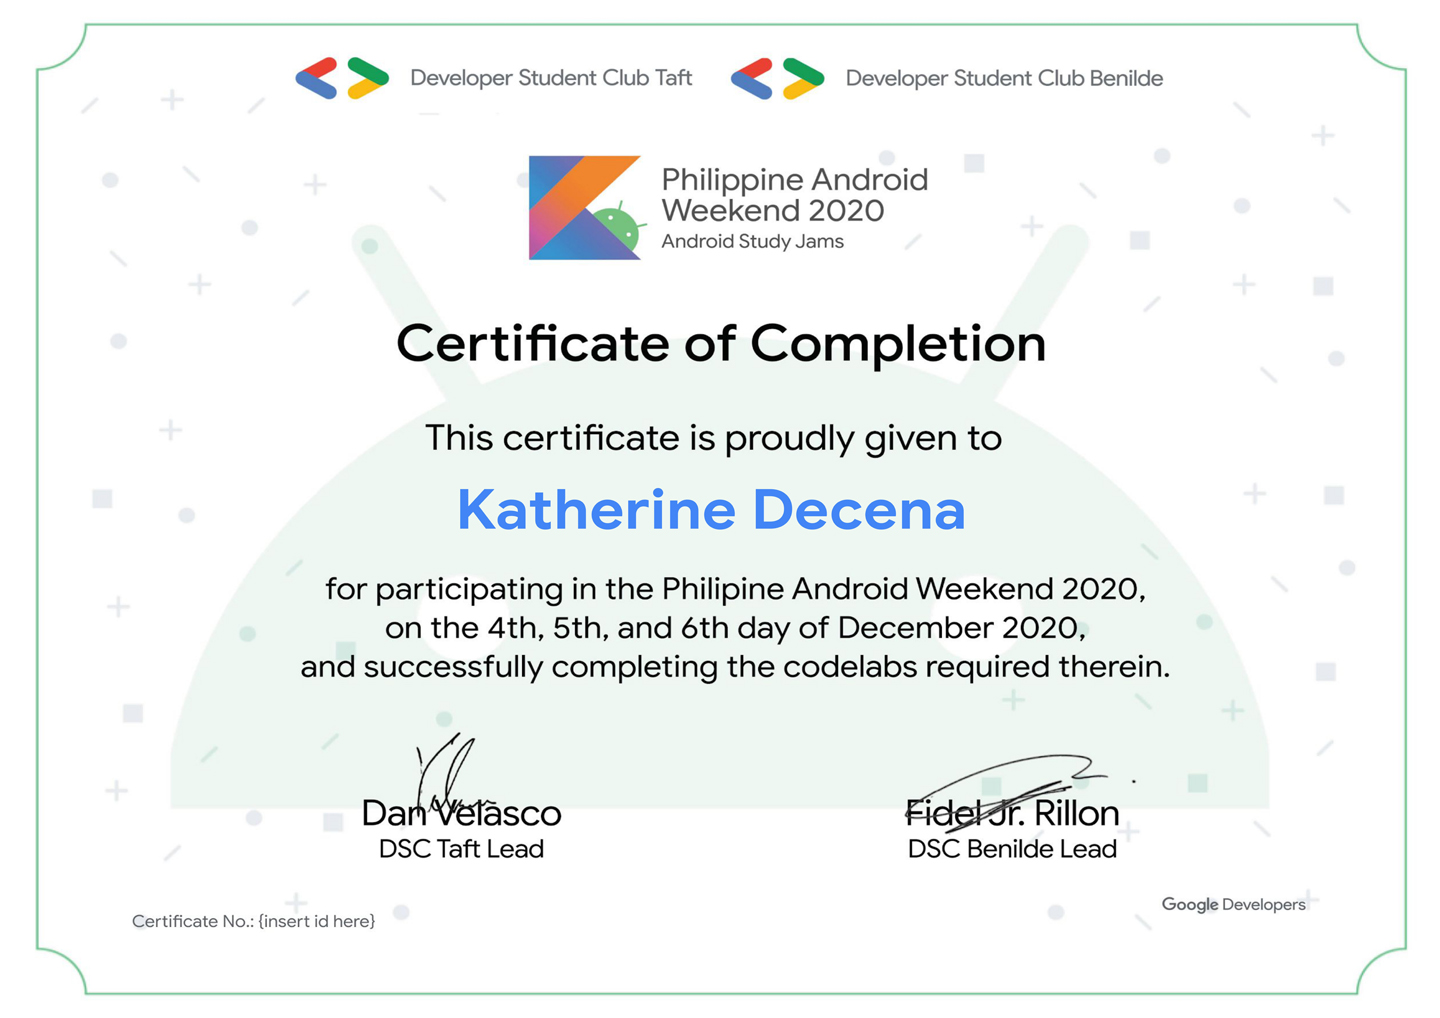 Developer Student Club Taft
Developer Student Club Benilde
Philippine Android
Weekend 2020
Android Study Jams
Certificate of Completion
This certificate is proudly given to
Katherine Decena
for participating in the Philipine Android Weekend 2020,
on the 4th, 5th, and 6th day of December 2020,
and successfully completing the codelabs required therein.
Dan Velasco
DSC Taft Lead
Fidel Jr. Rillon
DSC Benilde Lead
Google Developers
Certificate No.: {insert id here}